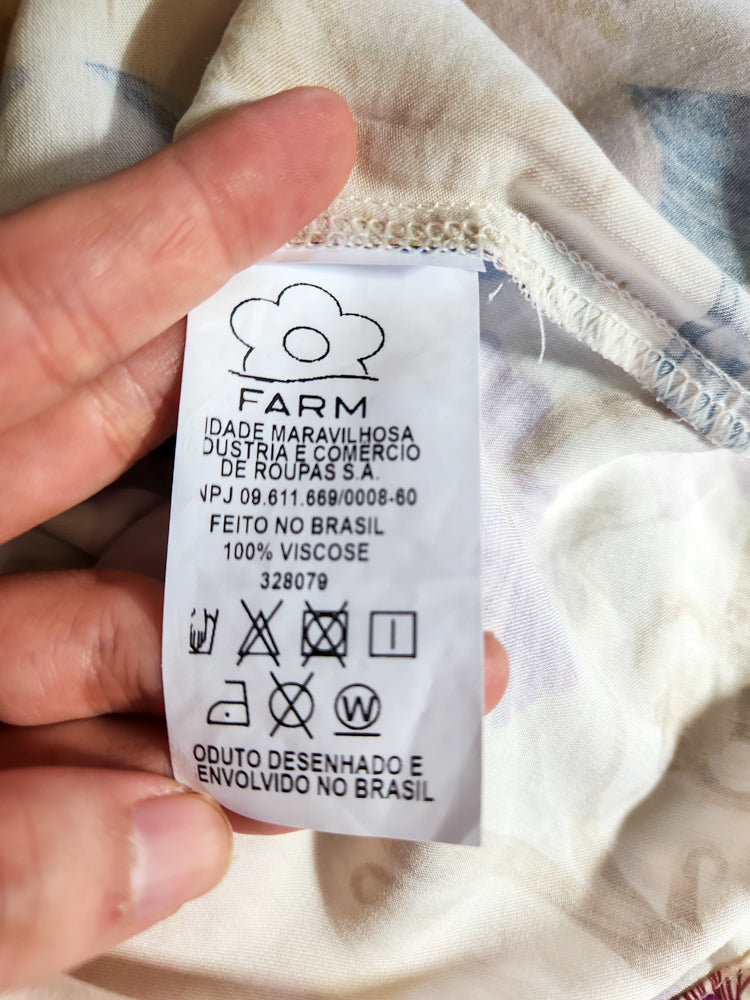 FARM
IDADE MARAVILHOSA
DUSTRIA E COMERCIO
DE ROUPAS S.A.
NPJ 09.611.669/0008-60
FEITO NO BRASIL
100% VISCOSE
328079
W
ODUTO DESENHADO E
ENVOLVIDO NO BRASIL